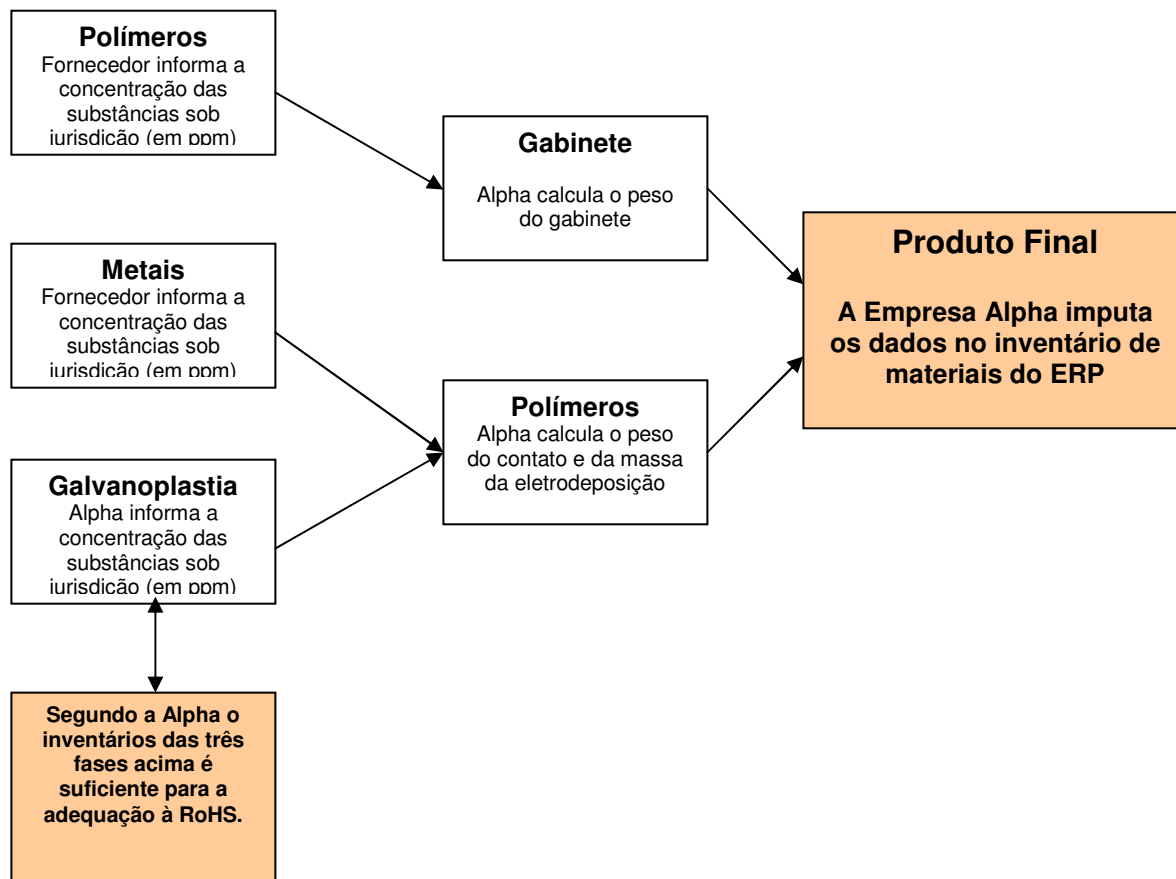 Polímeros
Fornecedor informa a
concentração das
substâncias sob
jurisdição (em ppm)
Metais
Fornecedor informa a
concentração das
substâncias sob
jurisdição (em ppm)
Galvanoplastia
Alpha informa a
concentração das
substâncias sob
jurisdição (em ppm)
Segundo a Alpha o
inventários das três
fases acima é
suficiente para a
adequação à RoHS.
Gabinete
Alpha calcula o peso
do gabinete
Polímeros
Alpha calcula o peso
do contato e da massa
da eletrodeposição
Produto Final
A Empresa Alpha imputa
os dados no inventário de
materiais do ERP